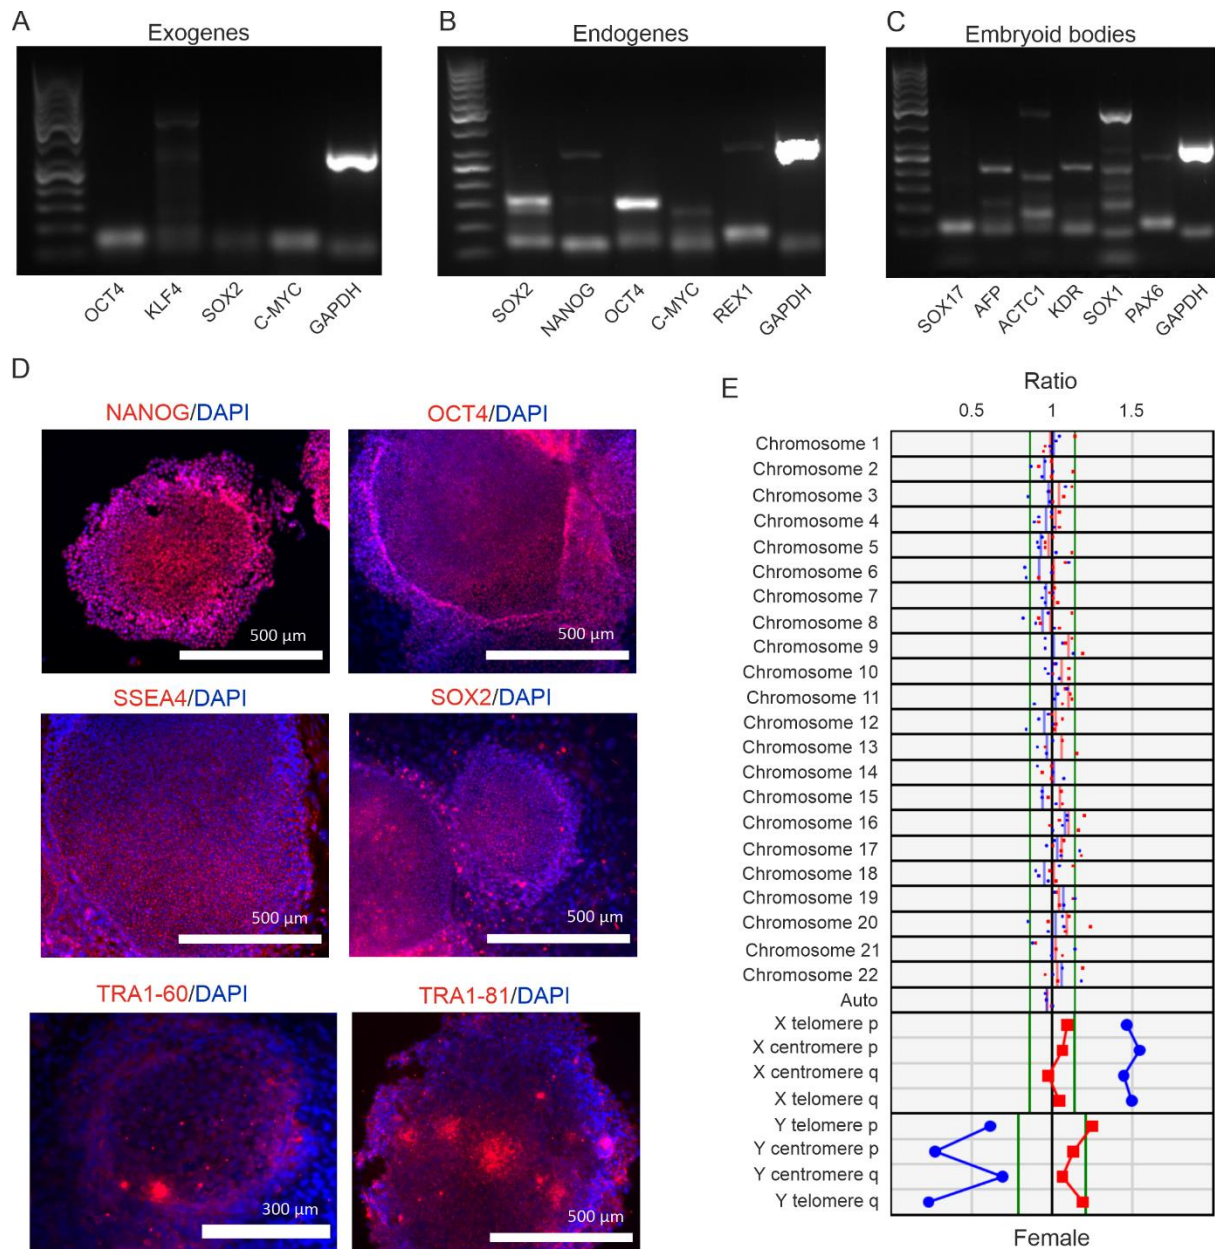 A
Exogenes
OCT4
KLF4
SOX2
C-MYC
GAPDH
B
Endogenes
SOX2
NANOG
OCT4
C-MYC
REX1
GAPDH
C
Embryoid bodies
SOX17
AFP
ACTC1
KDR
SOX1
PAX6
GAPDH
D
NANOG/DAPI
500 µm
OCT4/DAPI
500 µm
SSEA4/DAPI
500 µm
SOX2/DAPI
500 µm
TRA1-60/DAPI
300 µm
TRA1-81/DAPI
500 µm
E
Ratio
0.5 1 1.5
Chromosome 1
Chromosome 2
Chromosome 3
Chromosome 4
Chromosome 5
Chromosome 6
Chromosome 7
Chromosome 8
Chromosome 9
Chromosome 10
Chromosome 11
Chromosome 12
Chromosome 13
Chromosome 14
Chromosome 15
Chromosome 16
Chromosome 17
Chromosome 18
Chromosome 19
Chromosome 20
Chromosome 21
Chromosome 22
Auto
X telomere p
X centromere p
X centromere q
X telomere q
Y telomere p
Y centromere p
Y centromere q
Y telomere q
Female